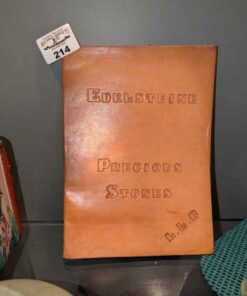 214
EDELSTEINE
PRECIOUS
STONES